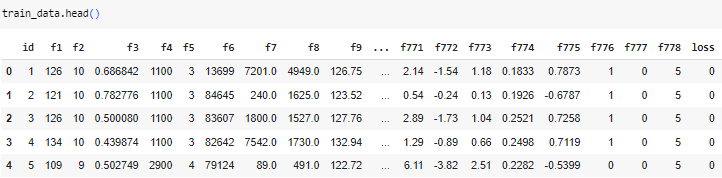 train_data.head()
id f1 f2 f3 f4 f5 f6 f7 f8 f9 ... f771 f772 f773 f774 f775 f776 f777 f778 loss
0 1 126 10 0.686842 1100 3 13699 7201.0 4949.0 126.75 ... 2.14 -1.54 1.18 0.1833 0.7873 1 0 5 0
1 2 121 10 0.782776 1100 3 84645 240.0 1625.0 123.52 ... 0.54 -0.24 0.13 0.1926 -0.6787 1 0 5 0
2 3 126 10 0.500080 1100 3 83607 1800.0 1527.0 127.76 ... 2.89 -1.73 1.04 0.2521 0.7258 1 0 5 0
3 4 134 10 0.439874 1100 3 82642 7542.0 1730.0 132.94 ... 1.29 -0.89 0.66 0.2498 0.7119 1 0 5 0
4 5 109 9 0.502749 2900 4 79124 89.0 491.0 122.72 ... 6.11 -3.82 2.51 0.2282 -0.5399 0 0 5 0